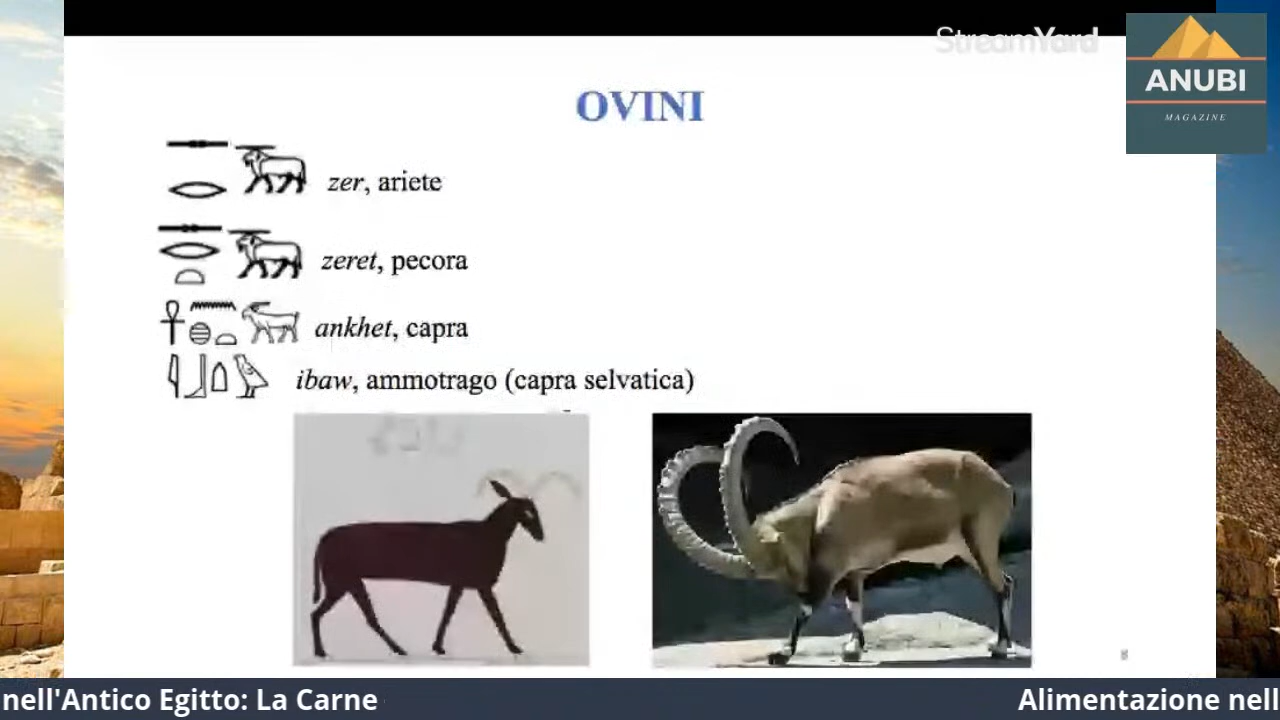 StreamYard
ANUBI
MAGAZINE
OVINI
zer, ariete
zeret, pecora
ankhet, capra
ibaw, ammotrago (capra selvatica)
nell'Antico Egitto: La Carne
Alimentazione nell